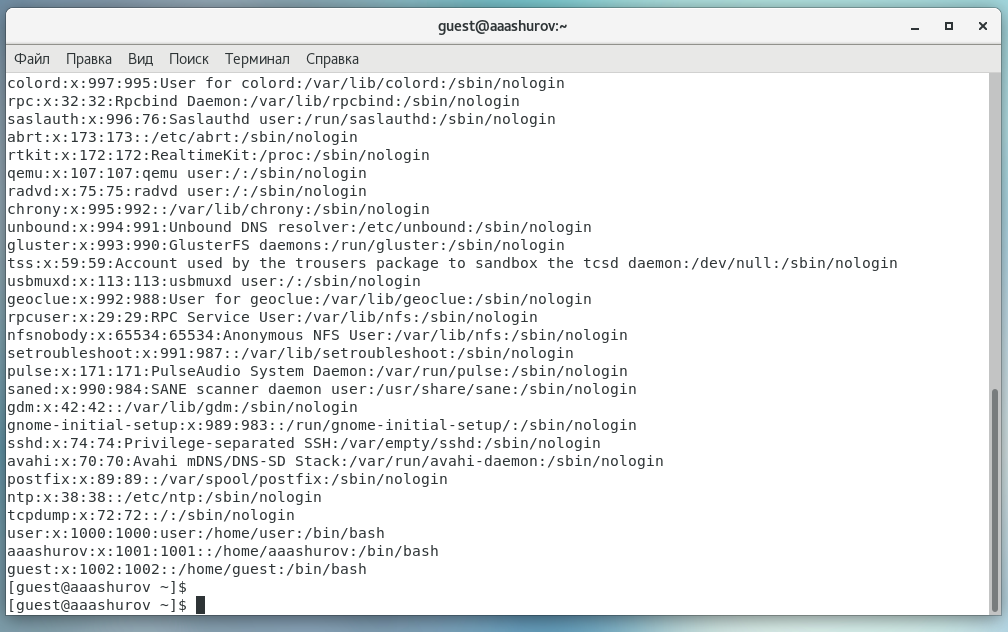 guest@aaashurov:~
Файл Правка Вид Поиск Терминал Справка
colord:x:997:995:User for colord:/var/lib/colord:/sbin/nologin
rpc:x:32:32:Rpcbind Daemon:/var/lib/rpcbind:/sbin/nologin
saslauth:x:996:76:Saslauthd user:/run/saslauthd:/sbin/nologin
abrt:x:173:173::/etc/abrt:/sbin/nologin
rtkit:x:172:172:RealtimeKit:/proc:/sbin/nologin
qemu:x:107:107:qemu user:/:/sbin/nologin
radvd:x:75:75:radvd user:/:/sbin/nologin
chrony:x:995:992::/var/lib/chrony:/sbin/nologin
unbound:x:994:991:Unbound DNS resolver:/etc/unbound:/sbin/nologin
gluster:x:993:990:GlusterFS daemons:/run/gluster:/sbin/nologin
tss:x:59:59:Account used by the trousers package to sandbox the tcsd daemon:/dev/null:/sbin/nologin
usbmuxd:x:113:113:usbmuxd user:/:/sbin/nologin
geoclue:x:992:988:User for geoclue:/var/lib/geoclue:/sbin/nologin
rpcuser:x:29:29:RPC Service User:/var/lib/nfs:/sbin/nologin
nfsnobody:x:65534:65534:Anonymous NFS User:/var/lib/nfs:/sbin/nologin
setroubleshoot:x:991:987::/var/lib/setroubleshoot:/sbin/nologin
pulse:x:171:171:PulseAudio System Daemon:/var/run/pulse:/sbin/nologin
saned:x:990:984:SANE scanner daemon user:/usr/share/sane:/sbin/nologin
gdm:x:42:42::/var/lib/gdm:/sbin/nologin
gnome-initial-setup:x:989:983::/run/gnome-initial-setup/:/sbin/nologin
sshd:x:74:74:Privilege-separated SSH:/var/empty/sshd:/sbin/nologin
avahi:x:70:70:Avahi mDNS/DNS-SD Stack:/var/run/avahi-daemon:/sbin/nologin
postfix:x:89:89::/var/spool/postfix:/sbin/nologin
ntp:x:38:38::/etc/ntp:/sbin/nologin
tcpdump:x:72:72::/:/sbin/nologin
user:x:1000:1000:user:/home/user:/bin/bash
aaashurov:x:1001:1001::/home/aaashurov:/bin/bash
guest:x:1002:1002::/home/guest:/bin/bash
[guest@aaashurov ~]$
[guest@aaashurov ~]$